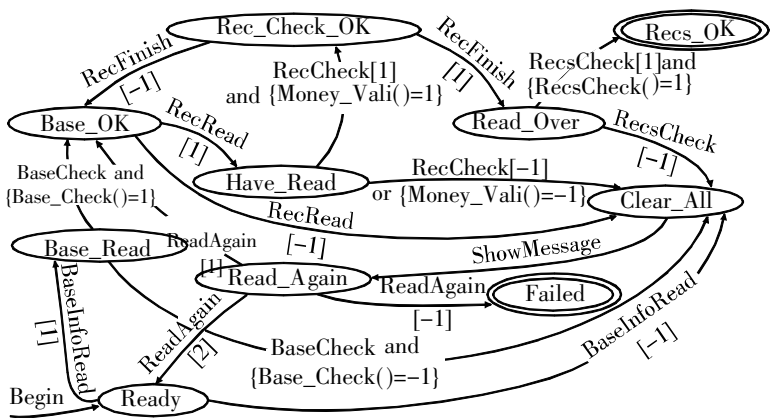 Rec_Check_OK
Recs_OK
RecFinish
[-1]
RecCheck[1]
and {Money_Vali()=1}
RecFinish
[1]
RecsCheck[1]and
{RecsCheck()=1}
Base_OK
RecRead
[1]
Read_Over
RecsCheck
[-1]
BaseCheck and
{Base_Check()=1}
Have_Read
RecCheck[-1]
or {Money_Vali()=-1}
Clear_All
RecRead
[-1]
Base_Read
ReadAgain
[1]
Read_Again
ShowMessage
ReadAgain
[-1]
Failed
BaseInfoRead
[1]
ReadAgain
[2]
BaseCheck and
{Base_Check()=-1}
BaseInfoRead
[-1]
Begin
Ready